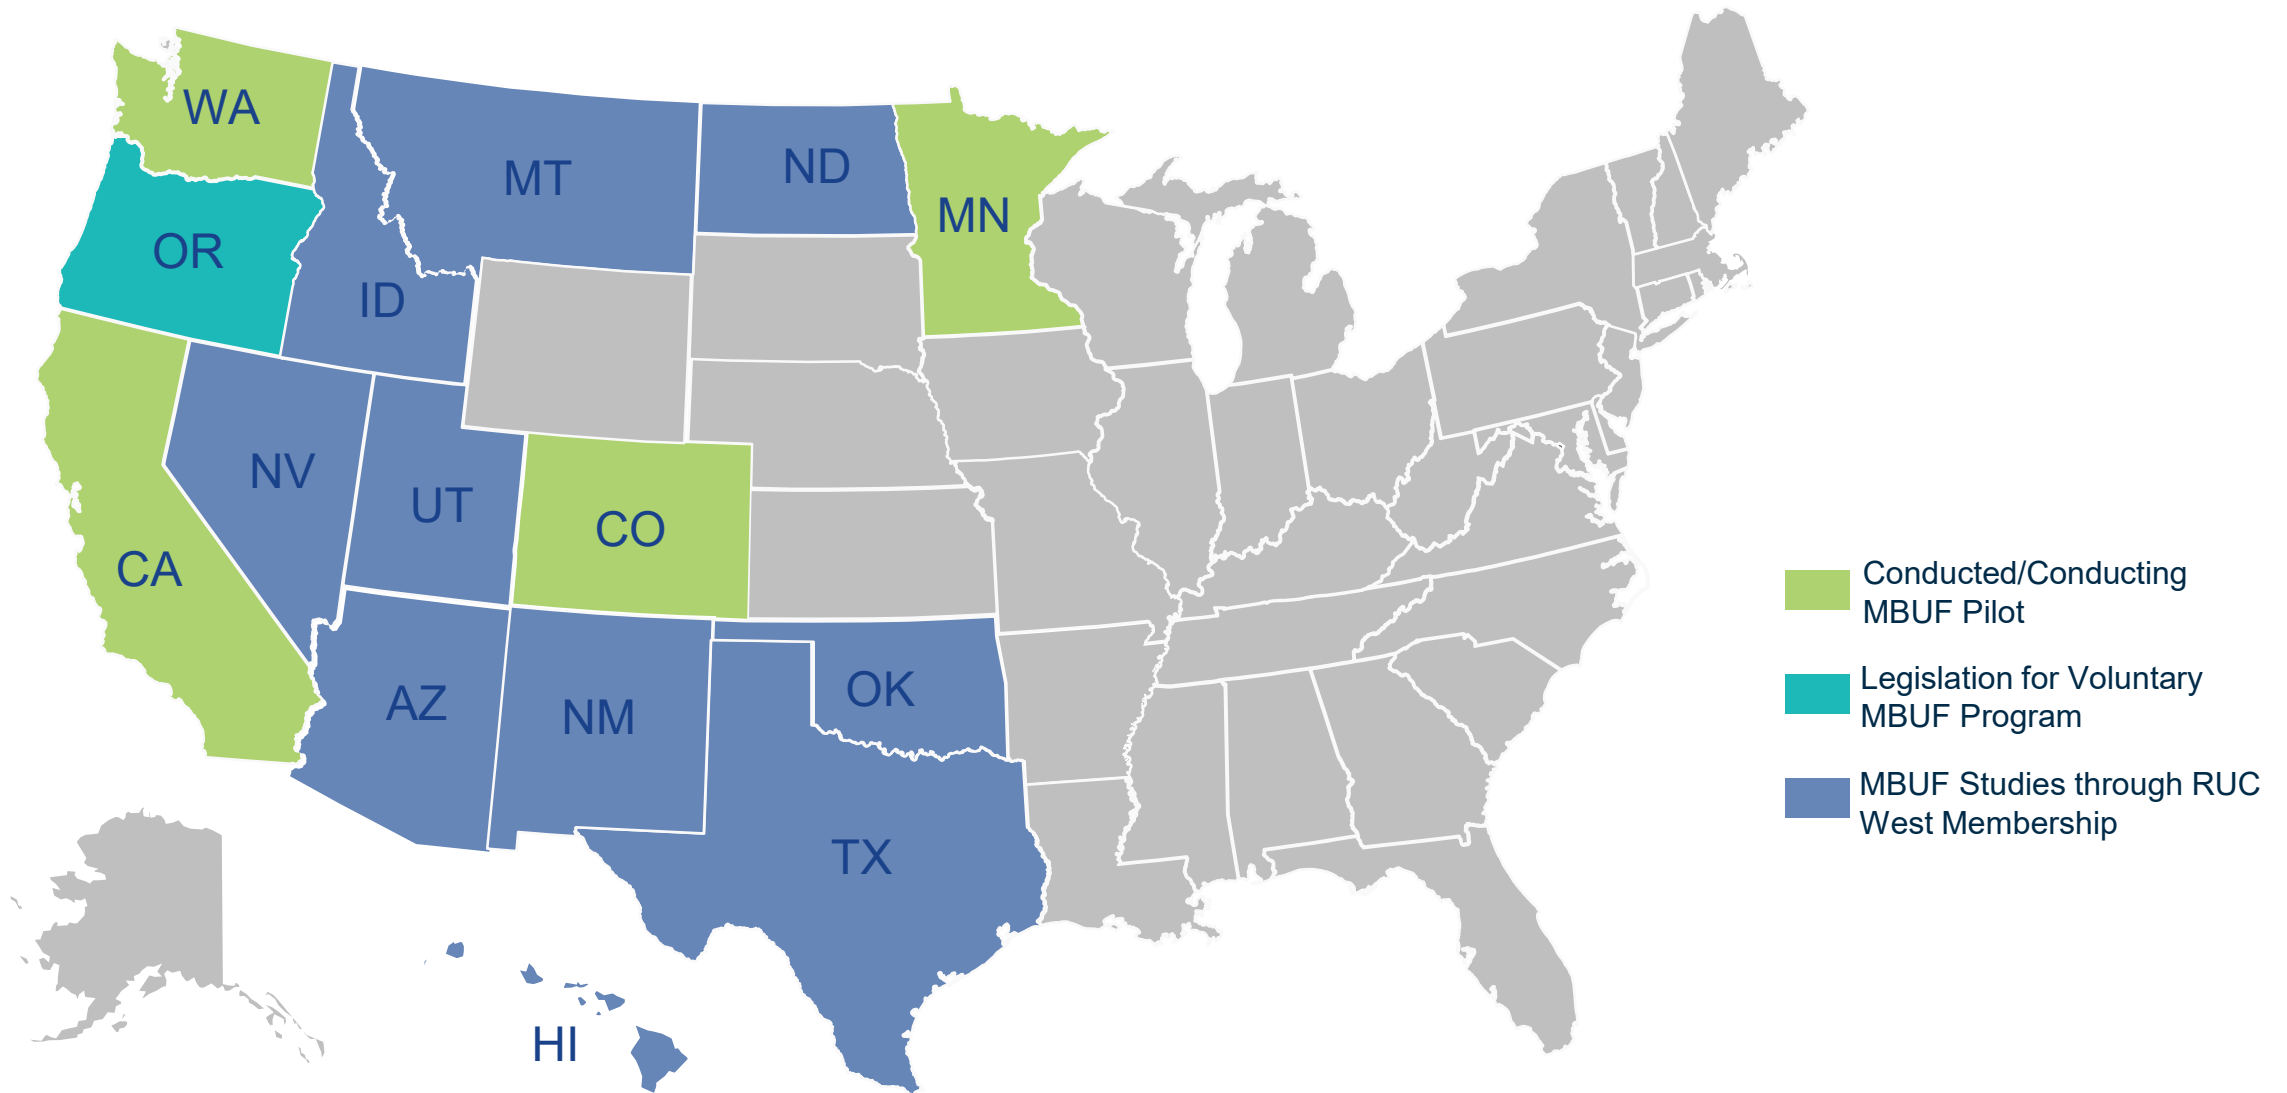 WA
MT
ND
MN
OR
ID
NV
UT
CO
CA
AZ
NM
OK
TX
HI
Conducted/Conducting
MBUF Pilot
Legislation for Voluntary
MBUF Program
MBUF Studies through RUC
West Membership